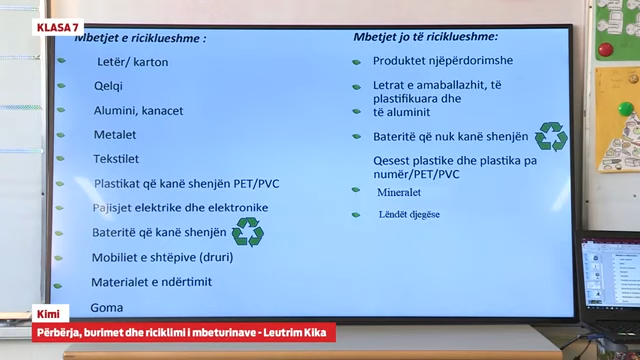 KLASA 7
Mbetjet e riciklueshme :
Letër/ karton
Qelqi
Alumini, kanacet
Metalet
Tekstilet
Plastikat që kanë shenjën PET/PVC
Pajisjet elektrike dhe elektronike
Bateritë që kanë shenjën
Mobiliet e shtëpive (druri)
Materialet e ndërtimit
Goma
Mbetjet jo të riciklueshme:
Produktet njëpërdorimshe
Letrat e amaballazhit, të
plastifikuara dhe
të aluminit
Bateritë që nuk kanë shenjën
Qesest plastike dhe plastika pa
numër/PET/PVC
Mineralet
Lëndët djegëse
Kimi
Përbërja, burimet dhe riciklimi i mbeturinave - Leutrim Kika